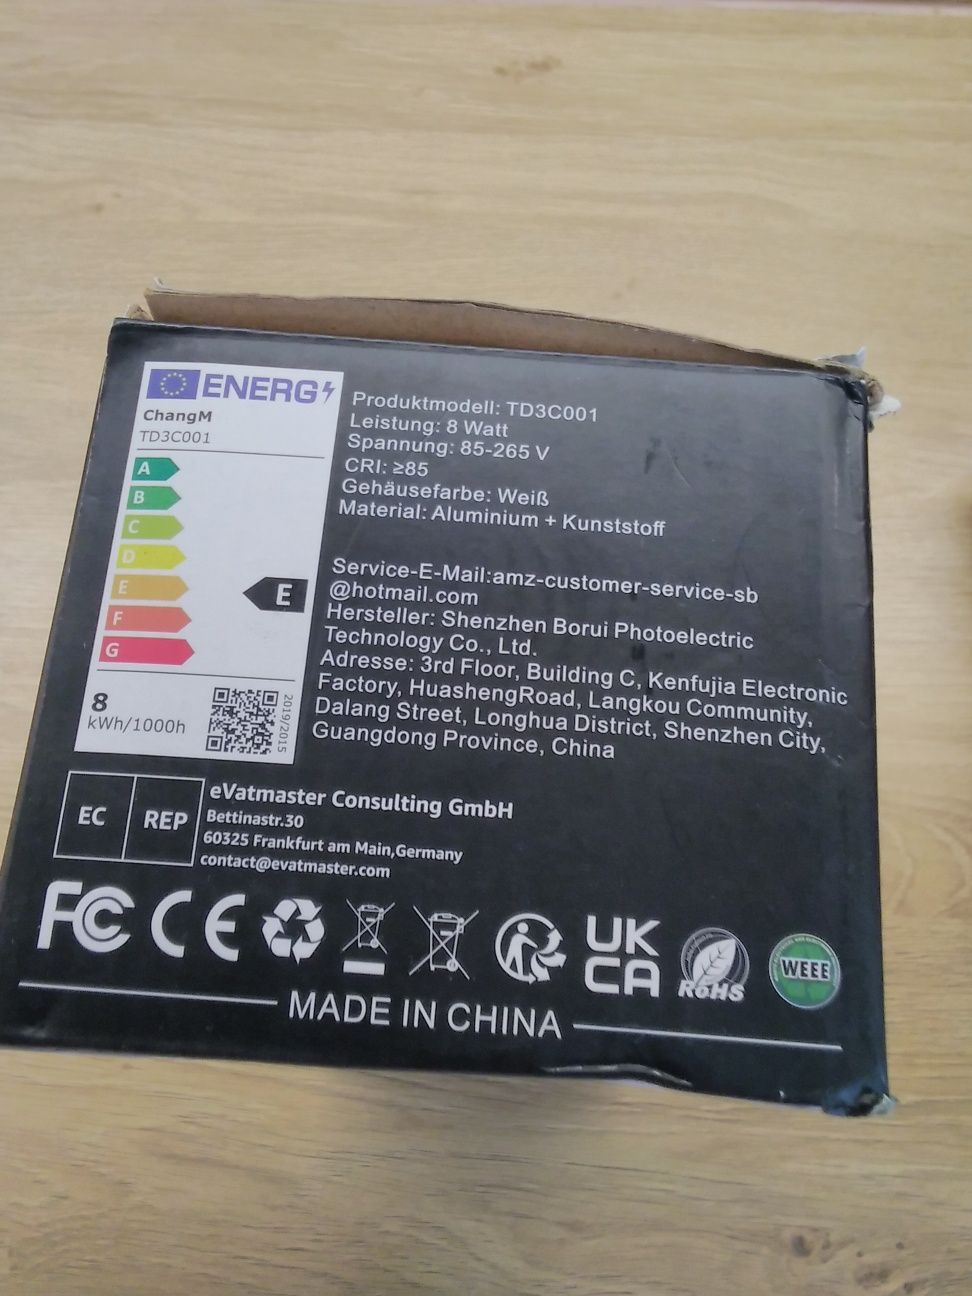 ENERG
ChangM
TD3C001
A
B
C
D
E
F
G
E
8
kWh/1000h
2019/2015
Produktmodell: TD3C001
Leistung: 8 Watt
Spannung: 85-265 V
CRI: ≥85
Gehäusefarbe: Weiß
Material: Aluminium + Kunststoff
Service-E-Mail:amz-customer-service-sb
@hotmail.com
Hersteller: Shenzhen Borui Photoelectric
Technology Co., Ltd.
Adresse: 3rd Floor, Building C, Kenfujia Electronic
Factory, HuashengRoad, Langkou Community,
Dalang Street, Longhua District, Shenzhen City,
Guangdong Province, China
EC REP
eVatmaster Consulting GmbH
Bettinastr.30
60325 Frankfurt am Main,Germany
contact@evatmaster.com
FC CE
UK
CA
RoHS
WEEE
MADE IN CHINA